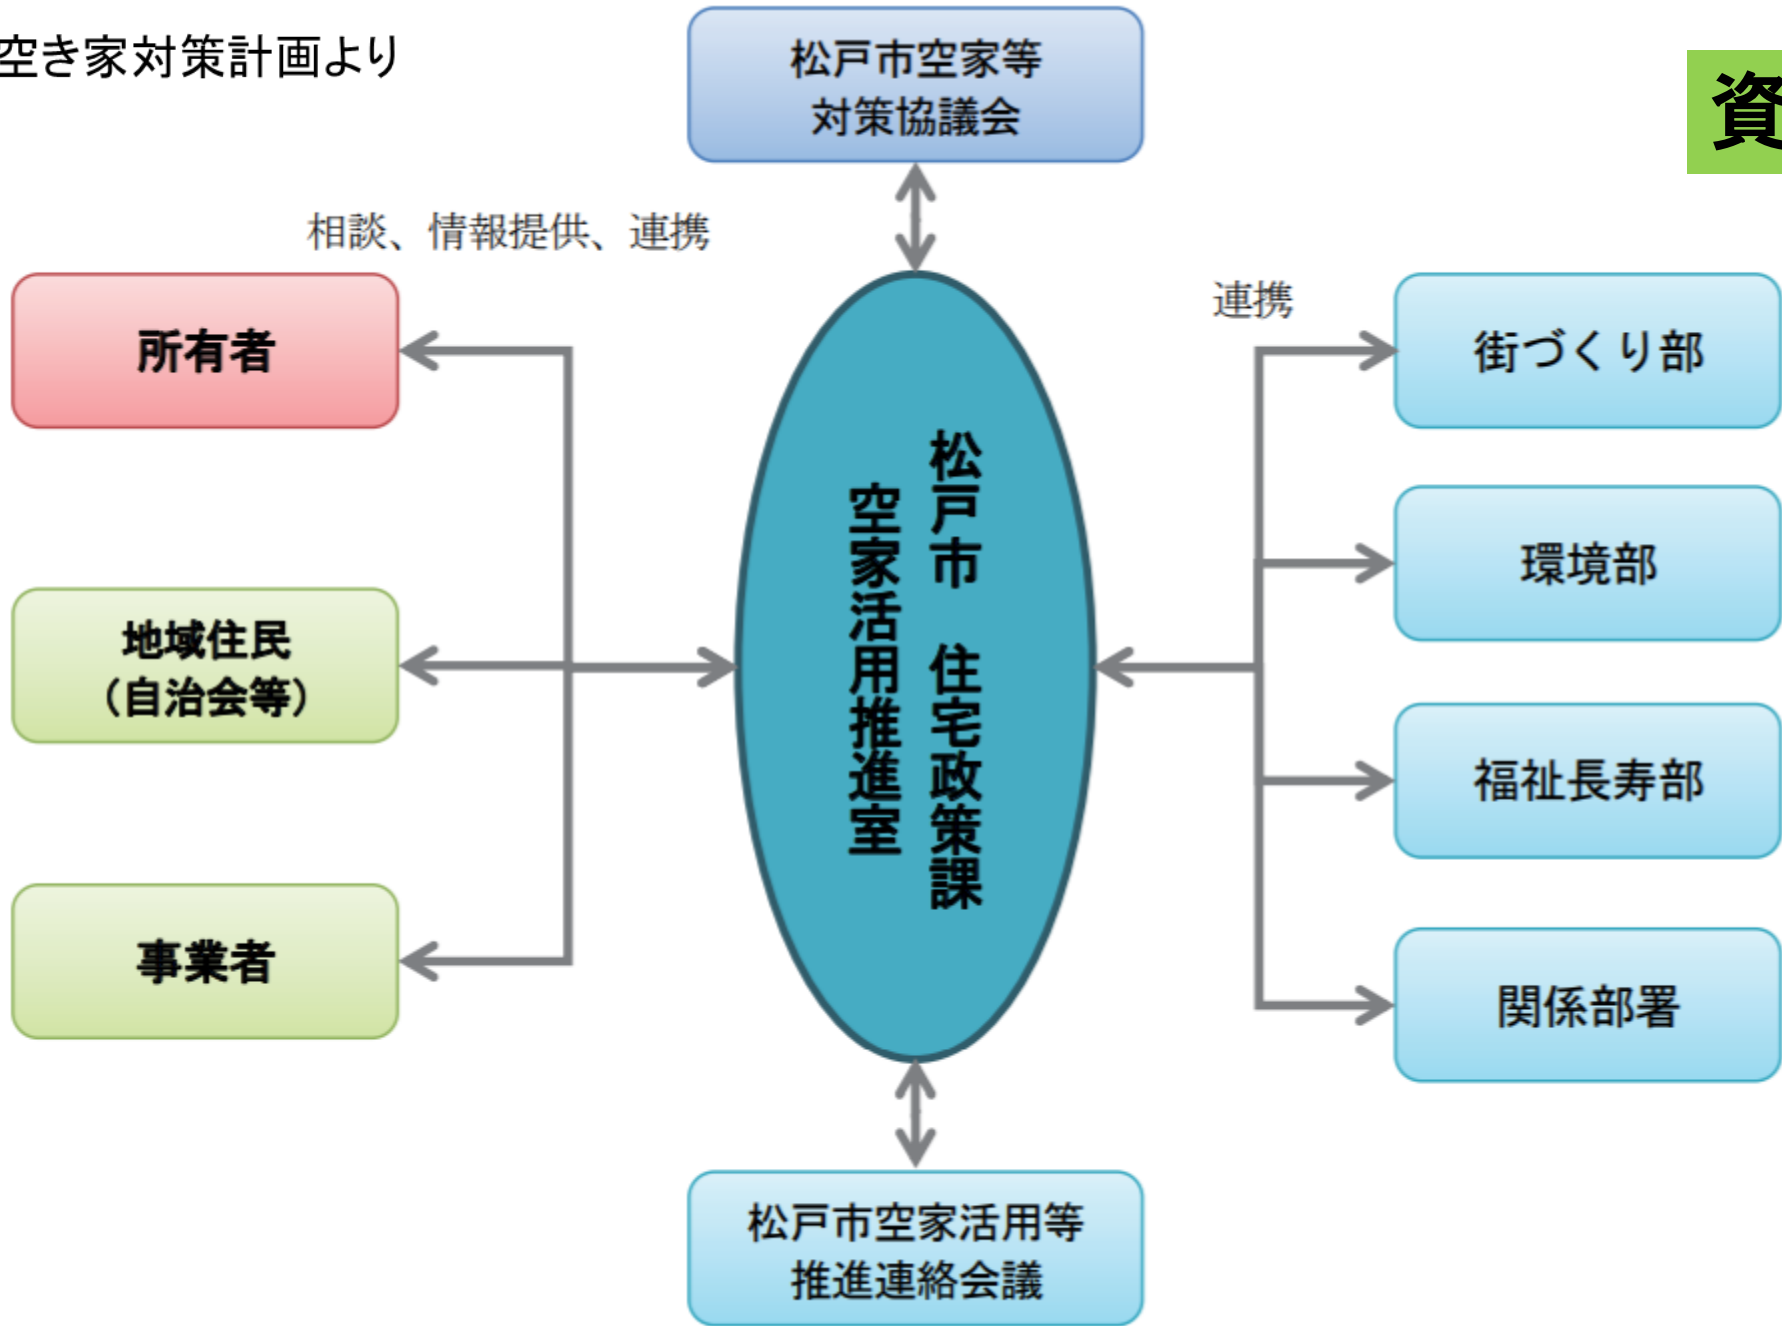 空き家対策計画より
松戸市空家等
対策協議会
資
相談、情報提供、連携
連携
所有者
地域住民
（自治会等）
事業者
松戸市　住宅政策課
空家活用推進室
街づくり部
環境部
福祉長寿部
関係部署
松戸市空家活用等
推進連絡会議